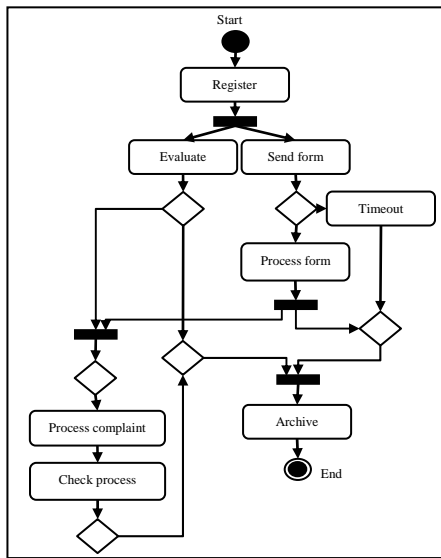 Start
Register
Evaluate
Send form
Timeout
Process form
Process complaint
Archive
Check process
End